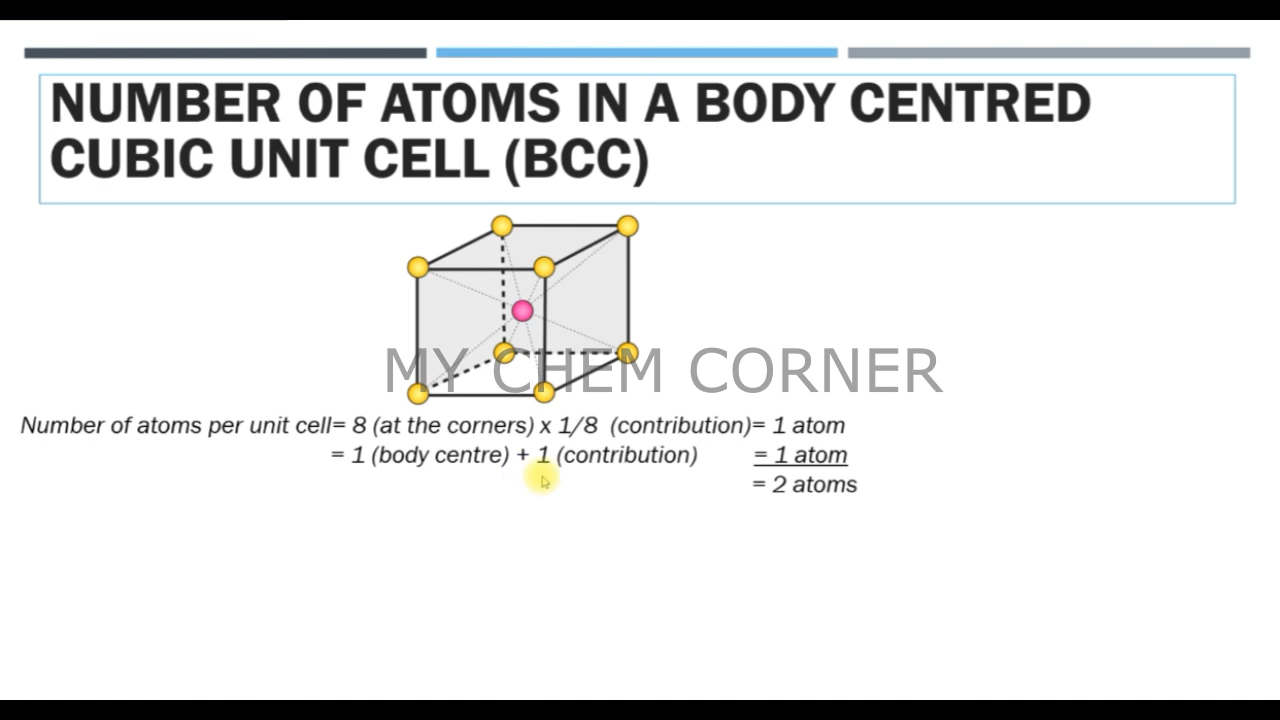 NUMBER OF ATOMS IN A BODY CENTRED
CUBIC UNIT CELL (BCC)
MY CHEM CORNER
Number of atoms per unit cell= 8 (at the corners) x 1/8 (contribution)= 1 atom
= 1 (body centre) + 1 (contribution) = 1 atom
= 2 atoms